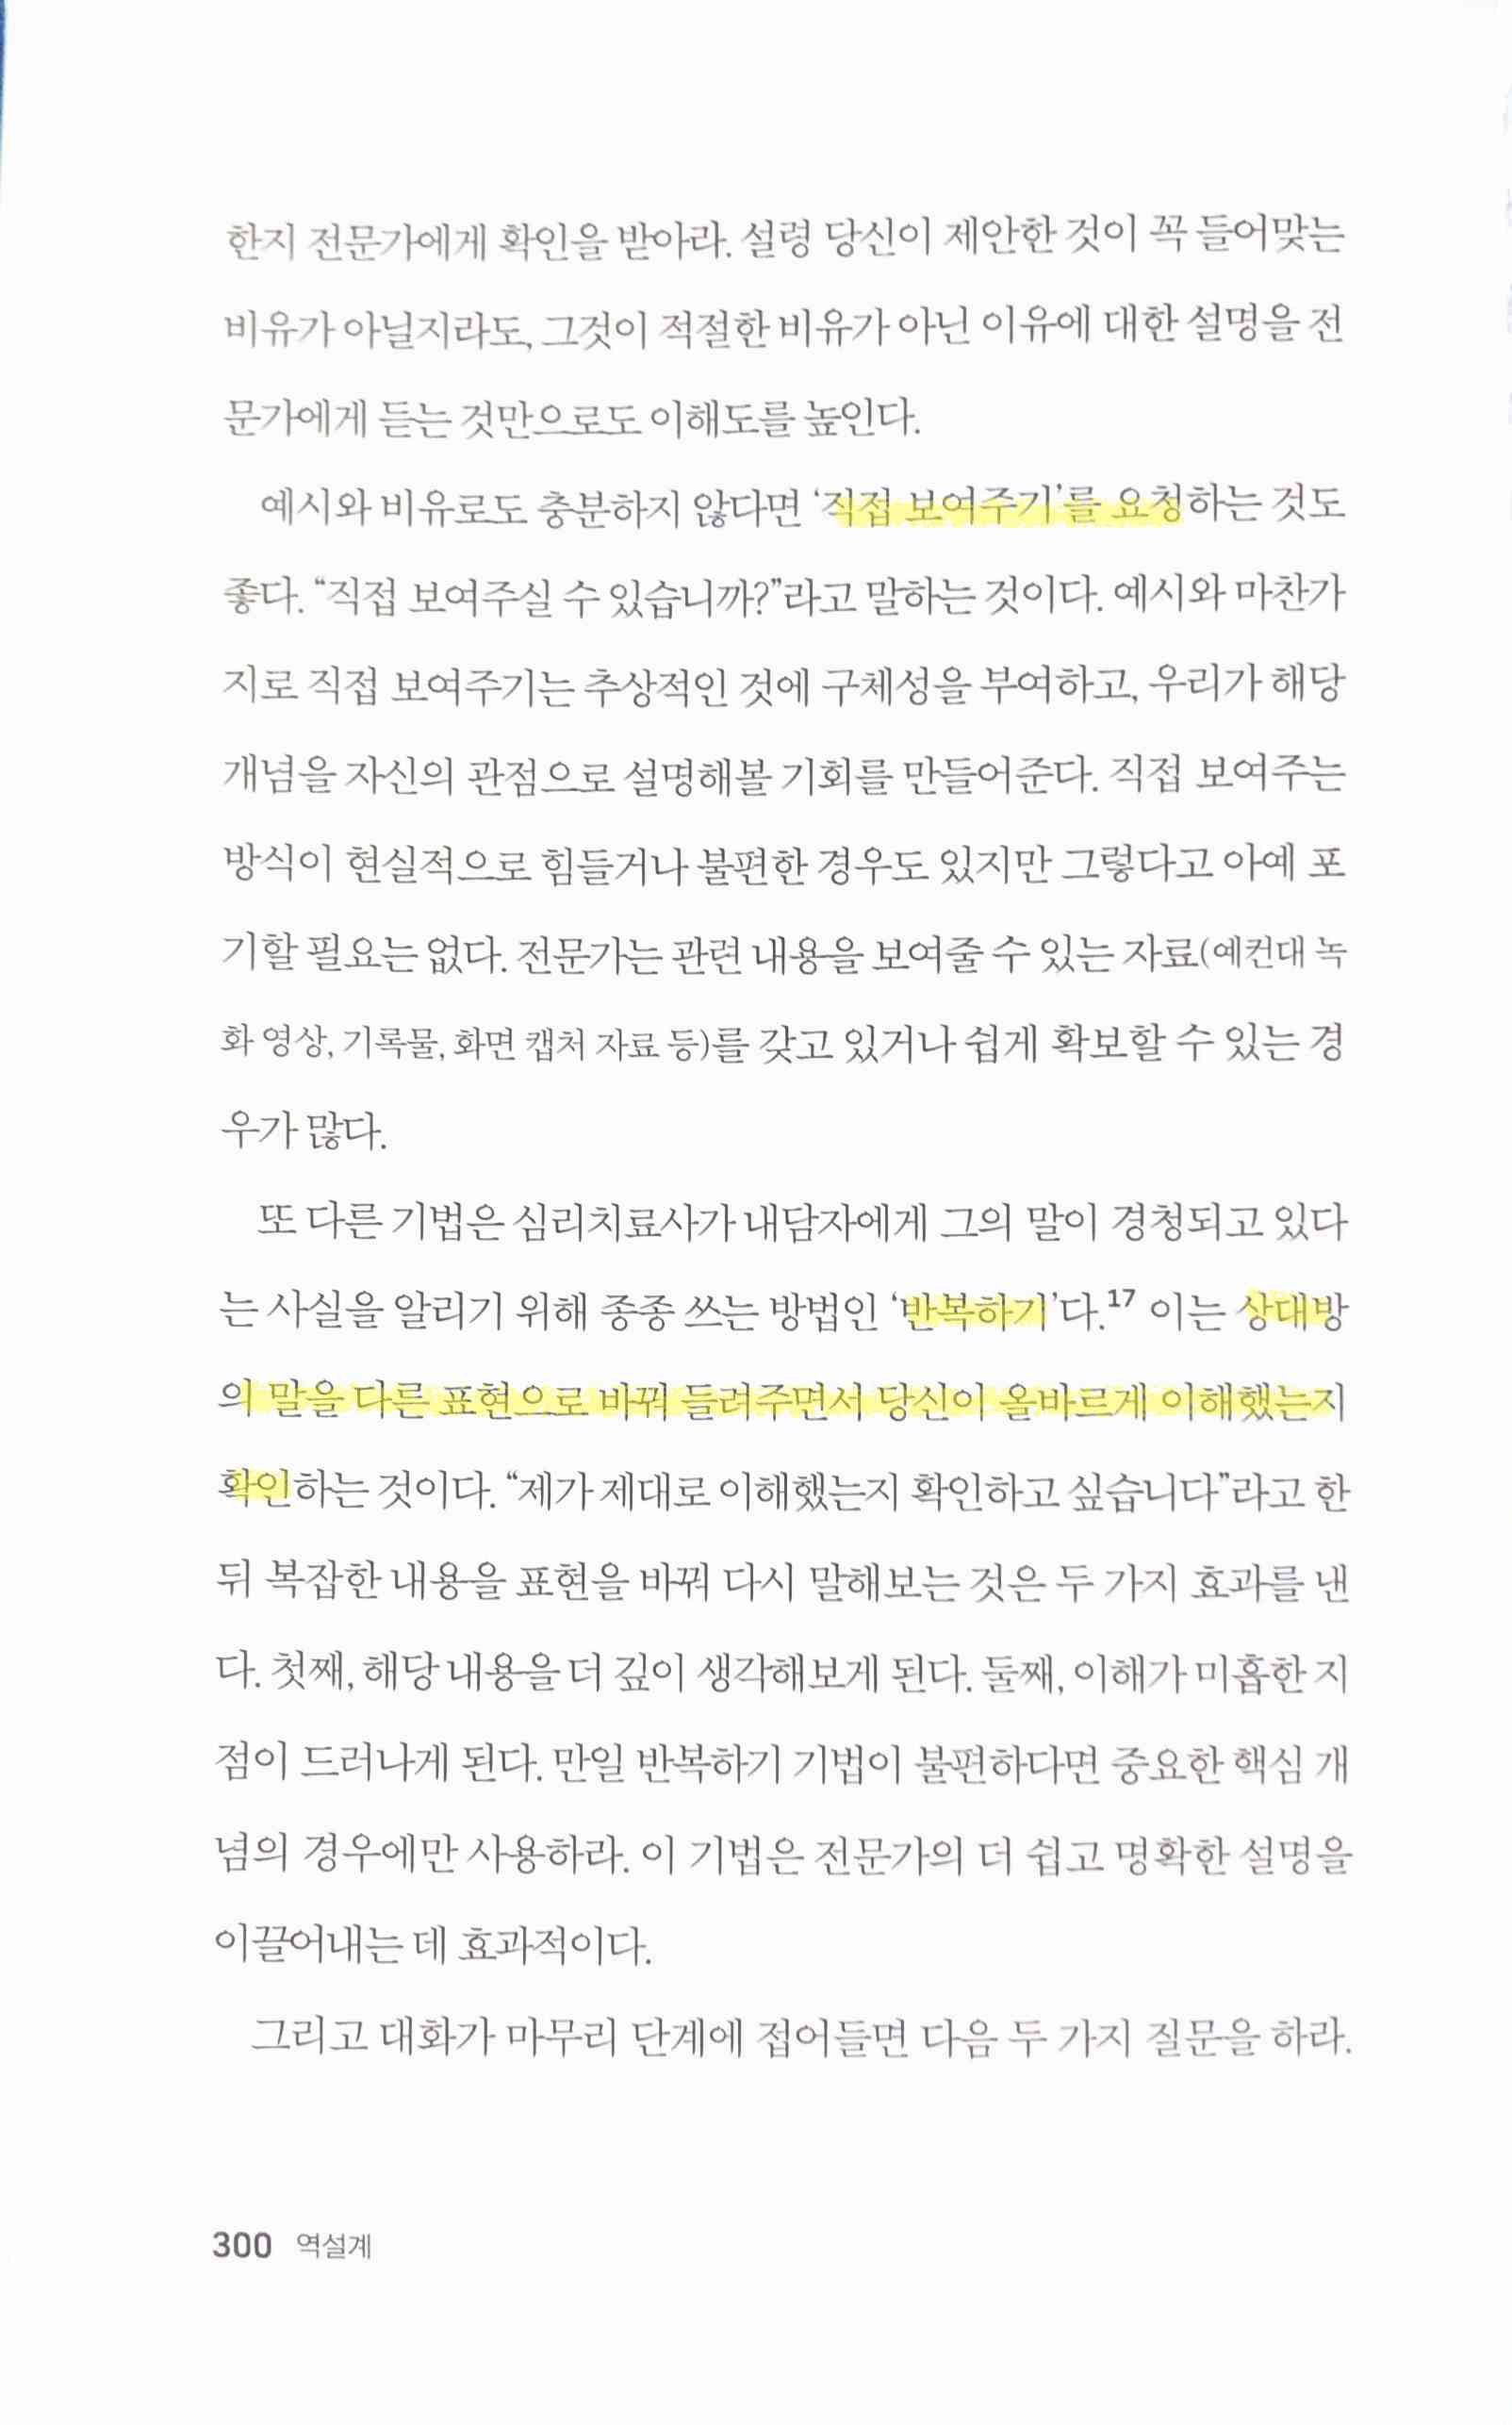 한지 전문가에게 확인을 받아라. 설령 당신이 제안한 것이 꼭 들어맞는
비유가 아닐지라도, 그것이 적절한 비유가 아닌 이유에 대한 설명을 전
문가에게 듣는 것만으로도 이해도를 높인다.
예시와 비유로도 충분하지 않다면 ‘직접 보여주기’를 요청하는 것도
좋다. “직접 보여주실 수 있습니까?”라고 말하는 것이다. 예시와 마찬가
지로 직접 보여주기는 추상적인 것에 구체성을 부여하고, 우리가 해당
개념을 자신의 관점으로 설명해볼 기회를 만들어준다. 직접 보여주는
방식이 현실적으로 힘들거나 불편한 경우도 있지만 그렇다고 아예 포
기할 필요는 없다. 전문가는 관련 내용을 보여줄 수 있는 자료(예컨대 녹
화 영상, 기록물, 화면 캡처 자료 등)를 갖고 있거나 쉽게 확보할 수 있는 경
우가 많다.
또 다른 기법은 심리치료사가 내담자에게 그의 말이 경청되고 있다
는 사실을 알리기 위해 종종 쓰는 방법인 ‘반복하기’다.¹⁷ 이는 상대방
의 말을 다른 표현으로 바꿔 들려주면서 당신이 올바르게 이해했는지
확인하는 것이다. “제가 제대로 이해했는지 확인하고 싶습니다”라고 한
뒤 복잡한 내용을 표현을 바꿔 다시 말해보는 것은 두 가지 효과를 낸
다. 첫째, 해당 내용을 더 깊이 생각해보게 된다. 둘째, 이해가 미흡한 지
점이 드러나게 된다. 만일 반복하기 기법이 불편하다면 중요한 핵심 개
념의 경우에만 사용하라. 이 기법은 전문가의 더 쉽고 명확한 설명을
이끌어내는 데 효과적이다.
그리고 대화가 마무리 단계에 접어들면 다음 두 가지 질문을 하라.
300 역설계